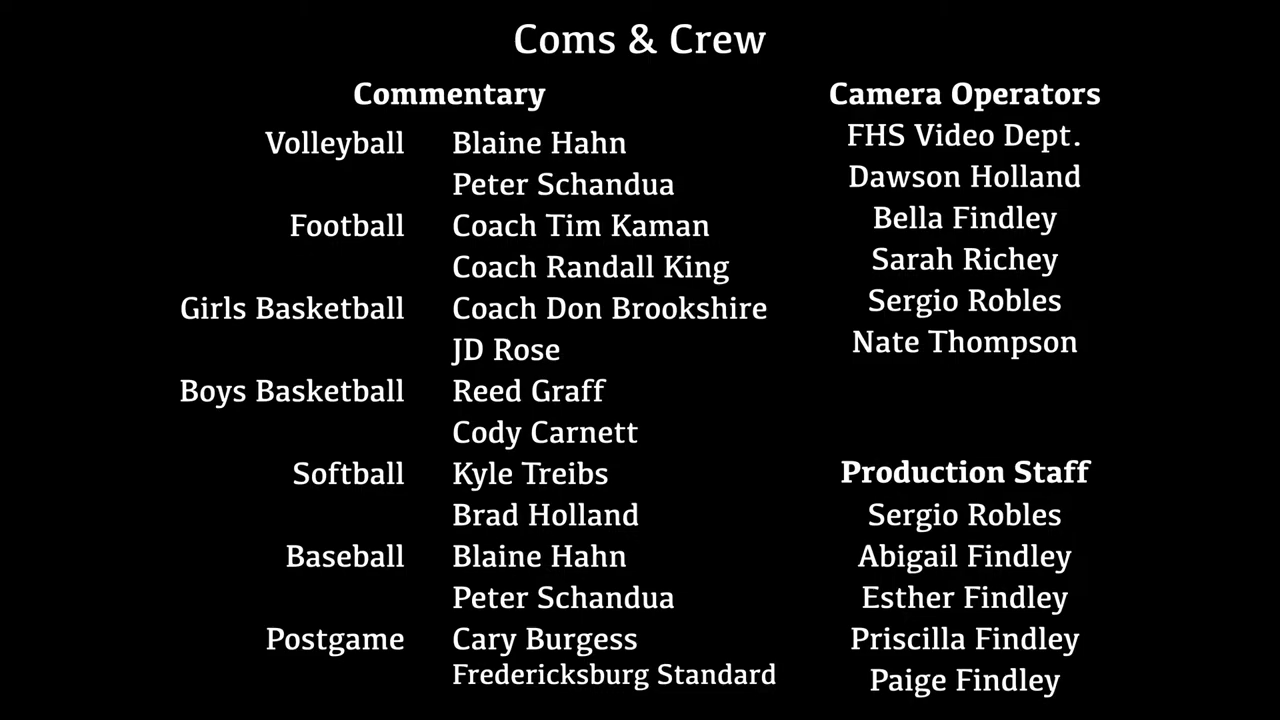 Coms & Crew
Commentary
Volleyball Blaine Hahn
Peter Schandua
Football Coach Tim Kaman
Coach Randall King
Girls Basketball Coach Don Brookshire
JD Rose
Boys Basketball Reed Graff
Cody Carnett
Softball Kyle Treibs
Brad Holland
Baseball Blaine Hahn
Peter Schandua
Postgame Cary Burgess
Fredericksburg Standard
Camera Operators
FHS Video Dept.
Dawson Holland
Bella Findley
Sarah Richey
Sergio Robles
Nate Thompson
Production Staff
Sergio Robles
Abigail Findley
Esther Findley
Priscilla Findley
Paige Findley